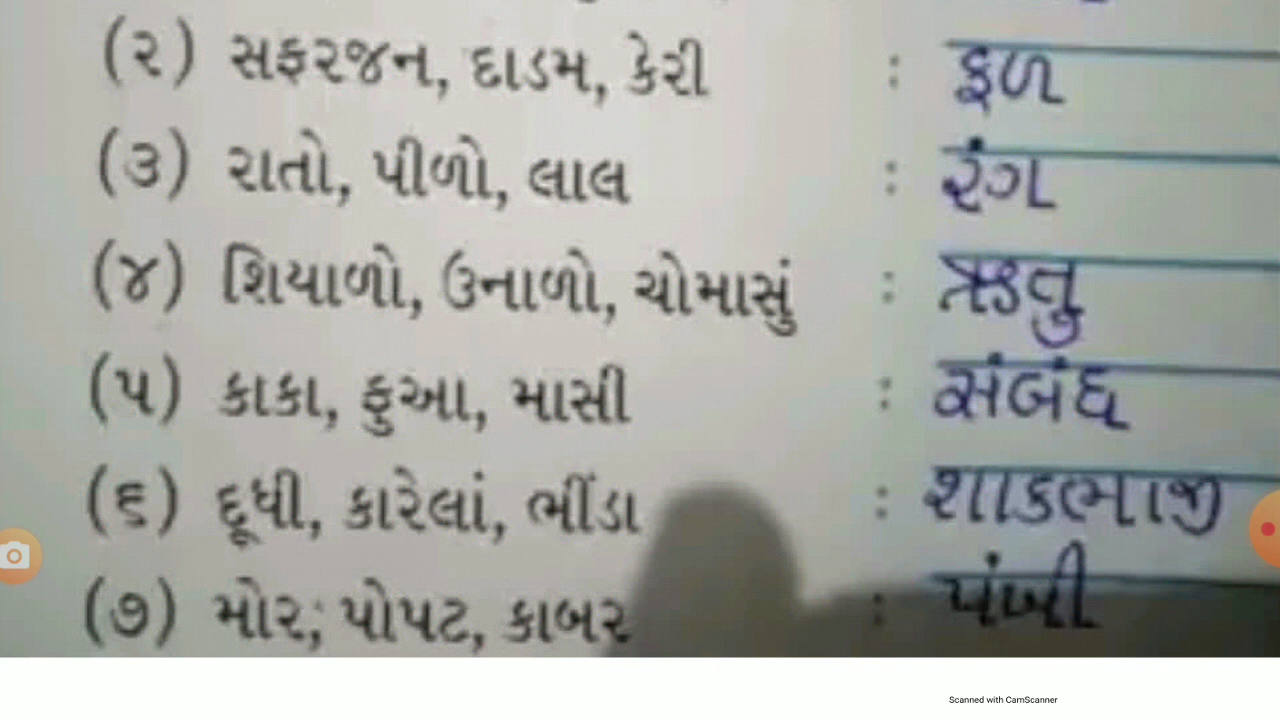 (૨) સફરજન, દાડમ, કેરી : ફળ
(૩) રાતો, પીળો, લાલ : રંગ
(૪) શિયાળો, ઉનાળો, ચોમાસું : ઋતુ
(૫) કાકા, ફુઆ, માસી : સંબંધ
(૬) દૂધી, કારેલાં, ભીંડા : શાકભાજી
(૭) મોર, પોપટ, કાબર : પંખી
Scanned with CamScanner